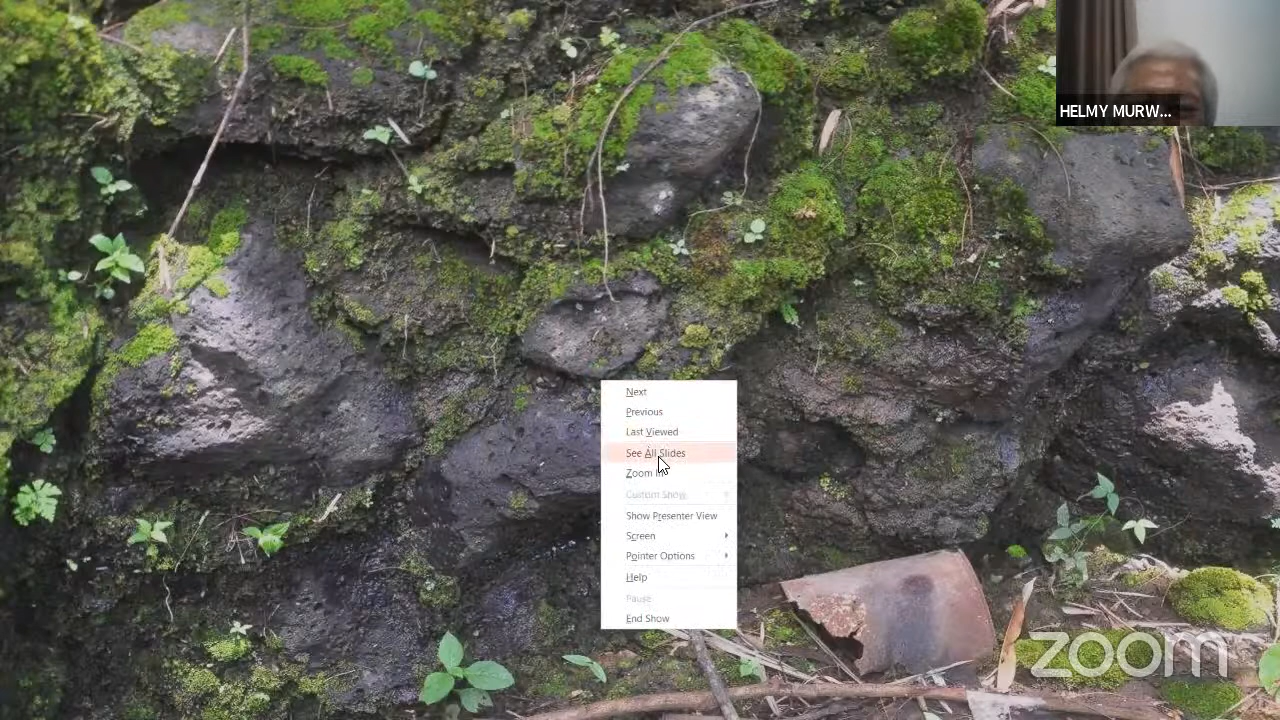 HELMY MURW...
Next
Previous
Last Viewed
See All Slides
Zoom In
Custom Show
Show Presenter View
Screen
Pointer Options
Help
Pause
End Show
zoom